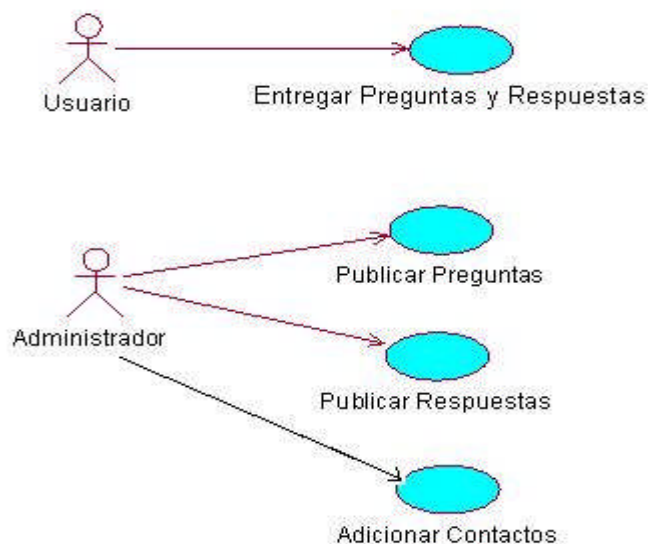 Usuario
Entregar Preguntas y Respuestas
Publicar Preguntas
Administrador
Publicar Respuestas
Adicionar Contactos